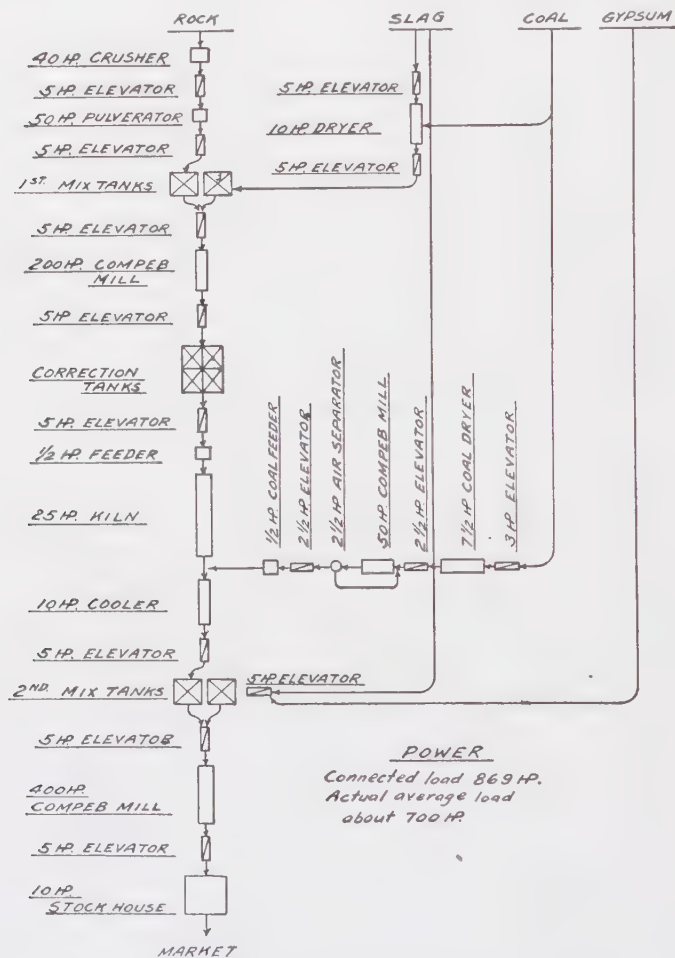 ROCK
SLAG
COAL
GYPSUM
40 HP. CRUSHER
5 HP. ELEVATOR
50 HP. PULVERATOR
5 HP. ELEVATOR
1ST. MIX TANKS
5 HP. ELEVATOR
10 HP. DRYER
5 HP. ELEVATOR
5 HP. ELEVATOR
200 HP. COMPEB
MILL
5 HP ELEVATOR
CORRECTION
TANKS
5 HP. ELEVATOR
1/2 HP. FEEDER
25 HP. KILN
1/2 HP. COAL FEEDER
2 1/2 HP. ELEVATOR
2 1/2 HP. AIR SEPARATOR
50 HP. COMPEB MILL
2 1/2 HP. ELEVATOR
7 1/2 HP. COAL DRYER
3 HP. ELEVATOR
10 HP. COOLER
5 HP. ELEVATOR
2ND. MIX TANKS
5 HP. ELEVATOR
5 HP. ELEVATOR
400 HP.
COMPEB MILL
5 HP. ELEVATOR
10 HP.
STOCK HOUSE
MARKET
POWER
Connected load 869 HP.
Actual average load
about 700 HP.